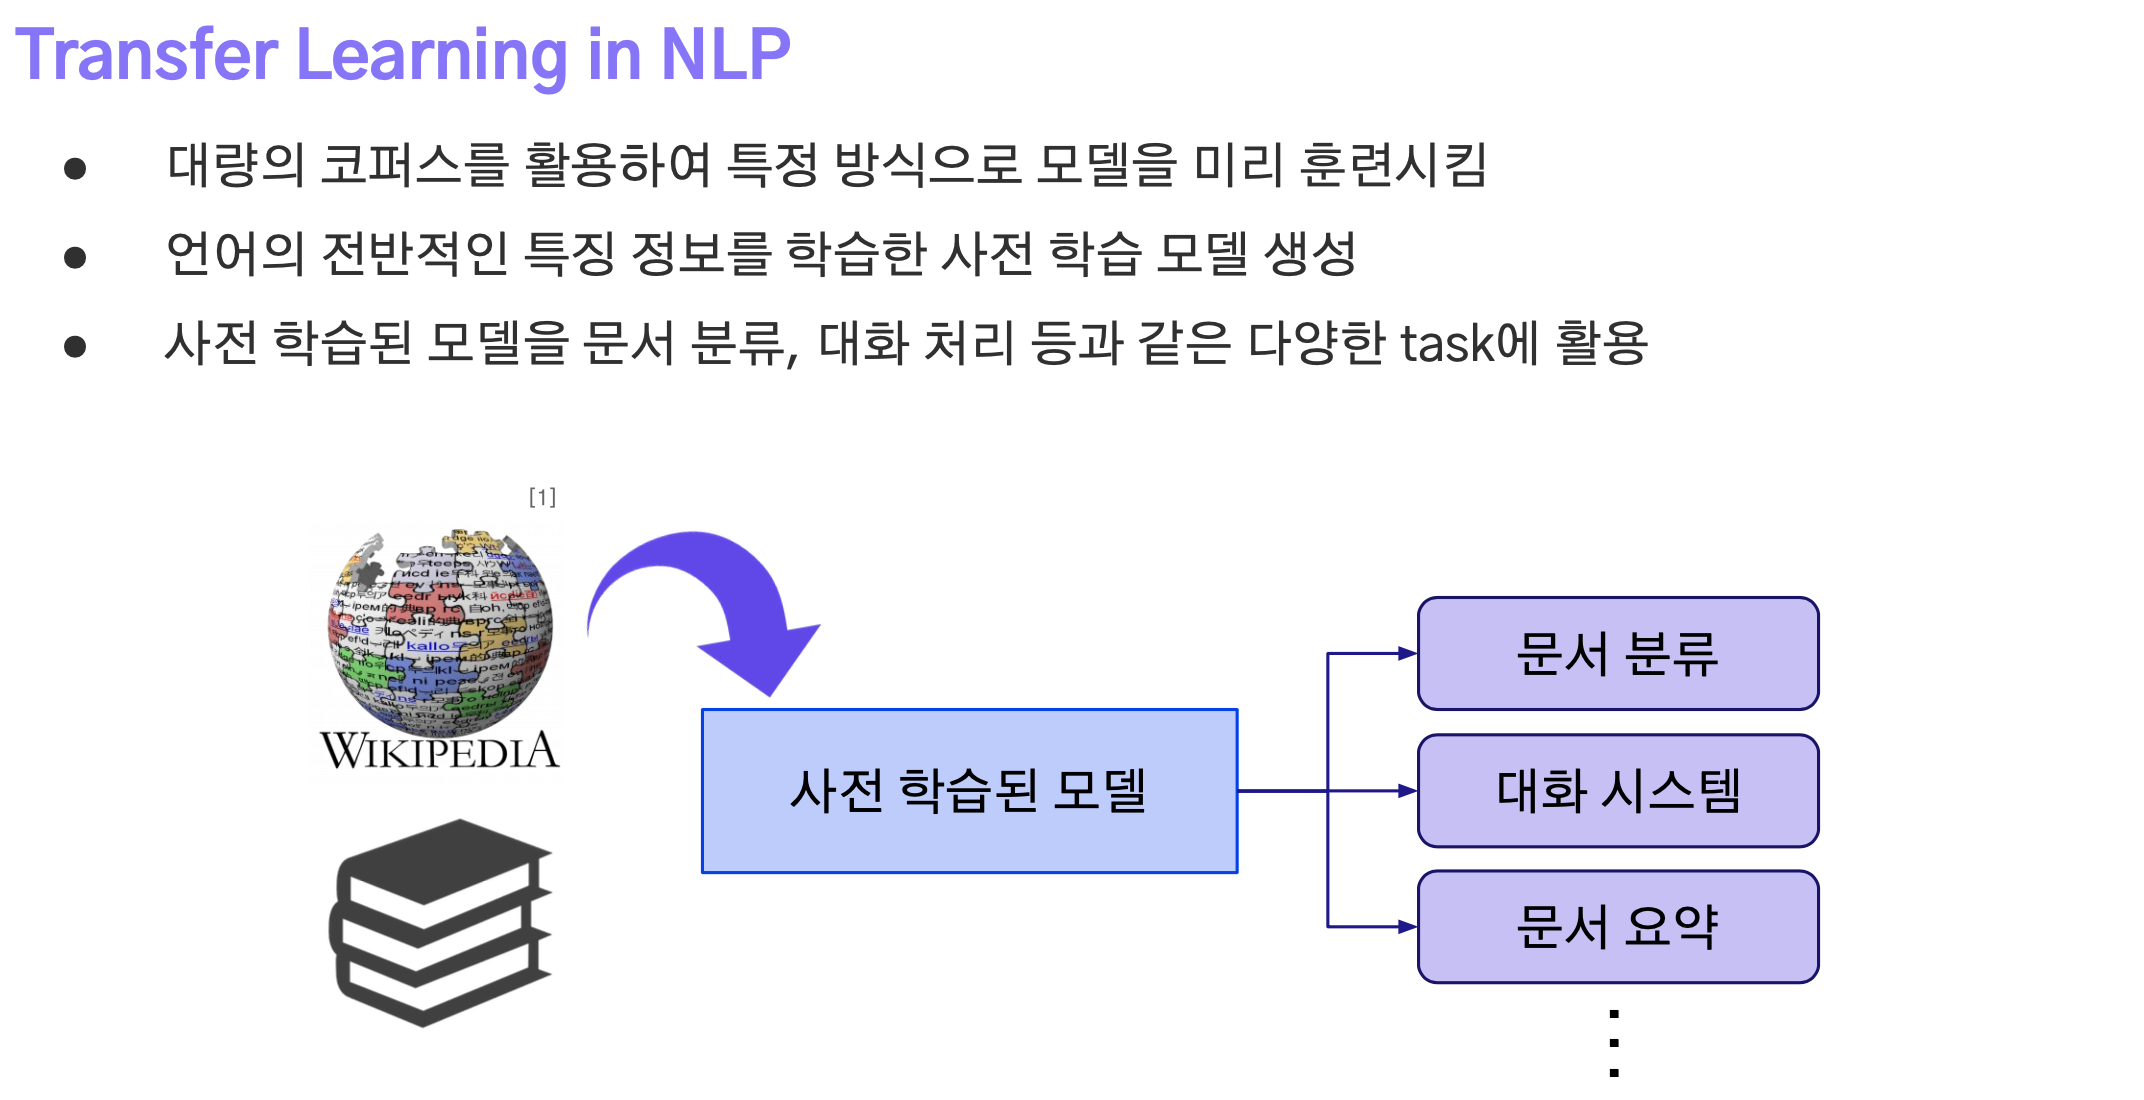 Transfer Learning in NLP
● 대량의 코퍼스를 활용하여 특정 방식으로 모델을 미리 훈련시킴
● 언어의 전반적인 특징 정보를 학습한 사전 학습 모델 생성
● 사전 학습된 모델을 문서 분류, 대화 처리 등과 같은 다양한 task에 활용
[1]
WIKIPEDIA
사전 학습된 모델
문서 분류
대화 시스템
문서 요약